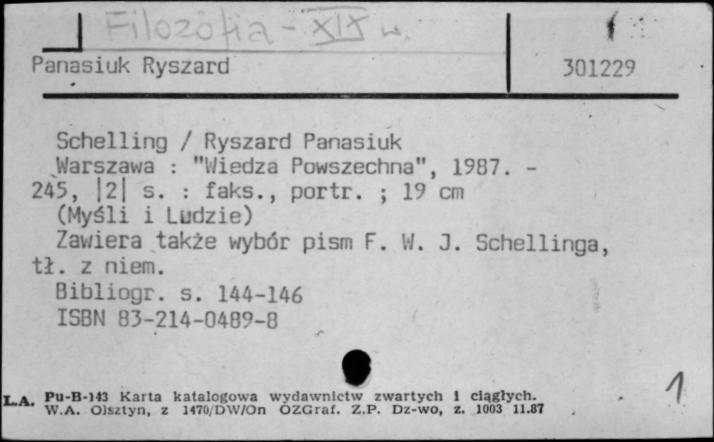 Filozofia - XIX w.
Panasiuk Ryszard
301229
Schelling / Ryszard Panasiuk
Warszawa : "Wiedza Powszechna", 1987. -
245, |2| s. : faks., portr. ; 19 cm
(Myśli i Ludzie)
Zawiera także wybór pism F. W. J. Schellinga,
tł. z niem.
Bibliogr. s. 144-146
ISBN 83-214-0489-8
L.A. Pu-B-143 Karta katalogowa wydawnictw zwartych i ciągłych.
W.A. Olsztyn, z 1470/DW/On OZGraf. Z.P. Dz-wo, z. 1003 11.87
1